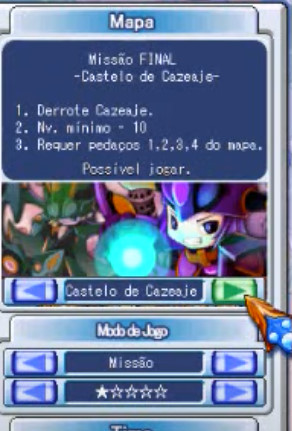 Mapa
Missão FINAL
-Castelo de Cazeaje-
1. Derrote Cazeaje.
2. Nv. mínimo - 10
3. Requer pedaços 1,2,3,4 do mapa.
Possível jogar.
Castelo de Cazeaje
Modo de Jogo
Missão
★☆☆☆☆
Time